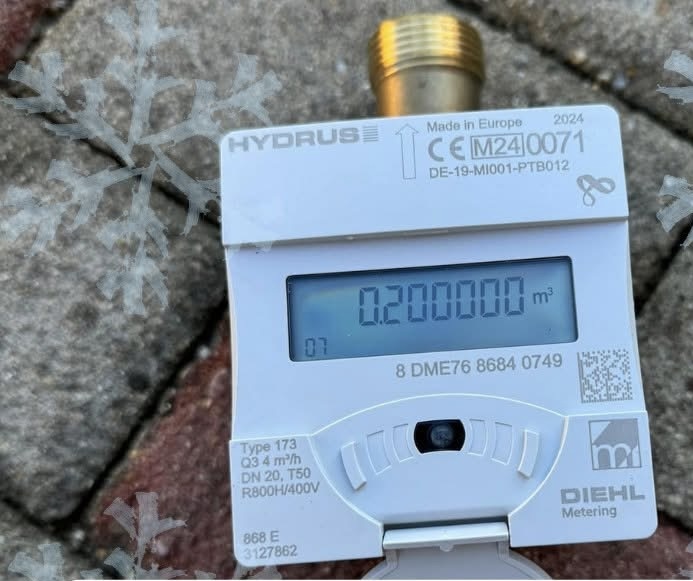 HYDRUS
Made in Europe 2024
CE M24 0071
DE-19-MI001-PTB012
0.200000 m³
07
8 DME76 8684 0749
Type 173
Q3 4 m³/h
DN 20, T50
R800H/400V
868 E
3127862
DIEHL
Metering